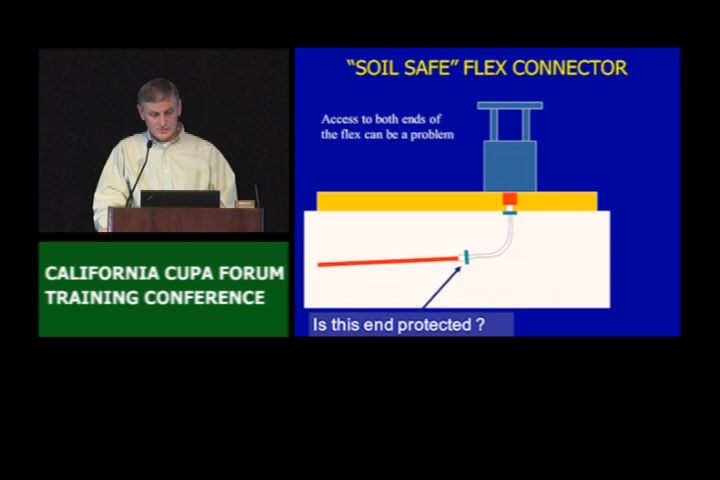 “SOIL SAFE” FLEX CONNECTOR
Access to both ends of
the flex can be a problem
CALIFORNIA CUPA FORUM
TRAINING CONFERENCE
Is this end protected ?